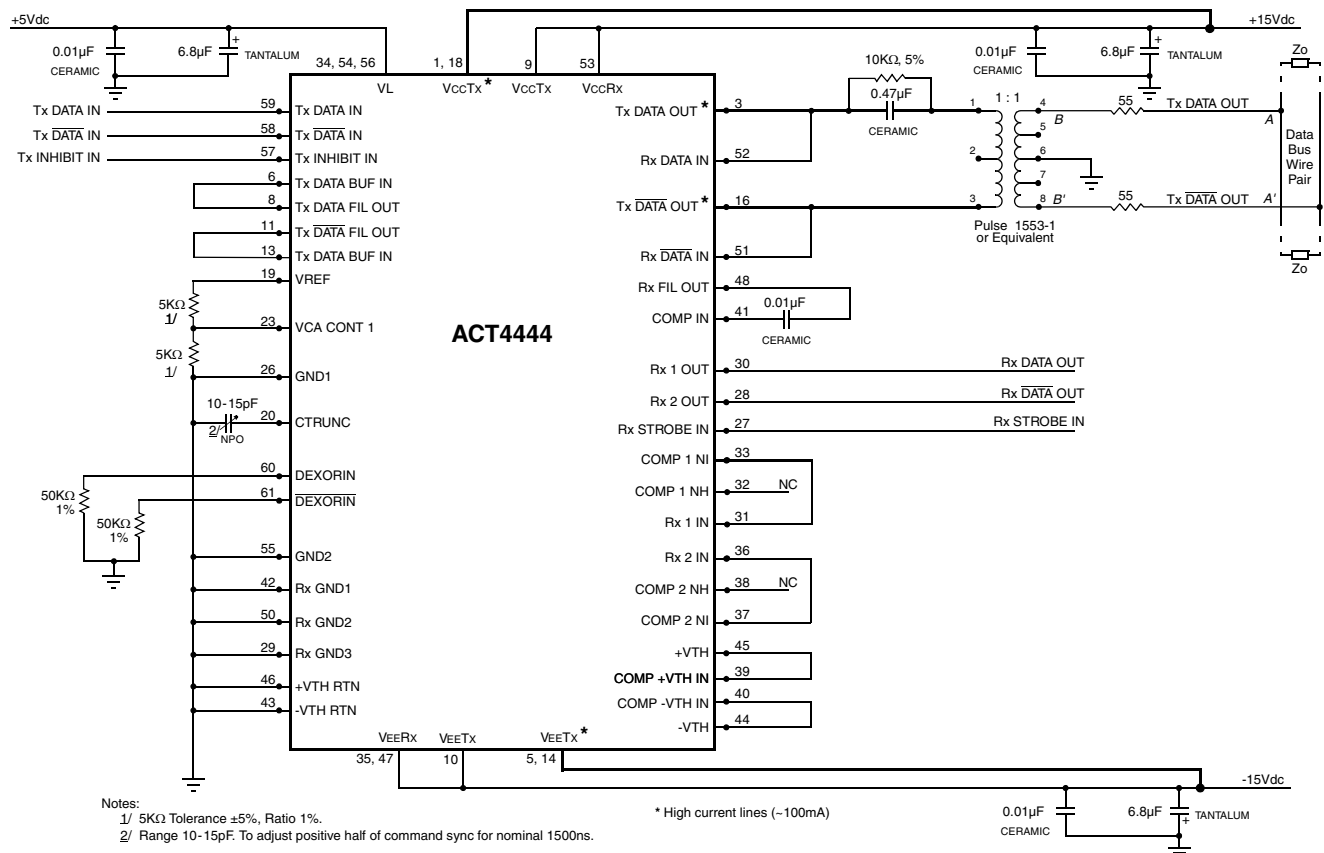 +5Vdc
+15Vdc
0.01µF
CERAMIC
6.8µF
+
TANTALUM
34, 54, 56
VL
1, 18
VCCTX *
9
VCCTX
53
VCCRX
10KΩ, 5%
0.47µF
CERAMIC
0.01µF
CERAMIC
6.8µF
+
TANTALUM
Zo
Tx DATA IN
59
Tx DATA IN
Tx DATA IN
58
Tx DATA IN
Tx INHIBIT IN
57
Tx INHIBIT IN
6
Tx DATA BUF IN
8
Tx DATA FIL OUT
11
Tx DATA FIL OUT
13
Tx DATA BUF IN
19
VREF
5KΩ
1/
23
VCA CONT 1
5KΩ
1/
26
GND1
10-15pF
2/
NPO
20
CTRUNC
60
DEXORIN
61
DEXORIN
50KΩ
1%
50KΩ
1%
55
GND2
42
Rx GND1
50
Rx GND2
29
Rx GND3
46
+VTH RTN
43
-VTH RTN
ACT4444
Tx DATA OUT *
3
Rx DATA IN
52
Tx DATA OUT *
16
Rx DATA IN
51
Rx FIL OUT
48
COMP IN
41
0.01µF
CERAMIC
Rx 1 OUT
30
Rx DATA OUT
Rx 2 OUT
28
Rx DATA OUT
Rx STROBE IN
27
Rx STROBE IN
COMP 1 NI
33
COMP 1 NH
32
NC
Rx 1 IN
31
Rx 2 IN
36
COMP 2 NH
38
NC
COMP 2 NI
37
+VTH
45
COMP +VTH IN
39
COMP -VTH IN
40
-VTH
44
1 : 1
1
2
3
4
5
6
7
8
B
B'
Pulse 1553-1
or Equivalent
55
Tx DATA OUT
A
55
Tx DATA OUT
A'
Data
Bus
Wire
Pair
Zo
VEERX
35, 47
VEETX
10
VEETX *
5, 14
-15Vdc
0.01µF
CERAMIC
6.8µF
+
TANTALUM
* High current lines (~100mA)
Notes:
1/ 5KΩ Tolerance ±5%, Ratio 1%.
2/ Range 10-15pF. To adjust positive half of command sync for nominal 1500ns.